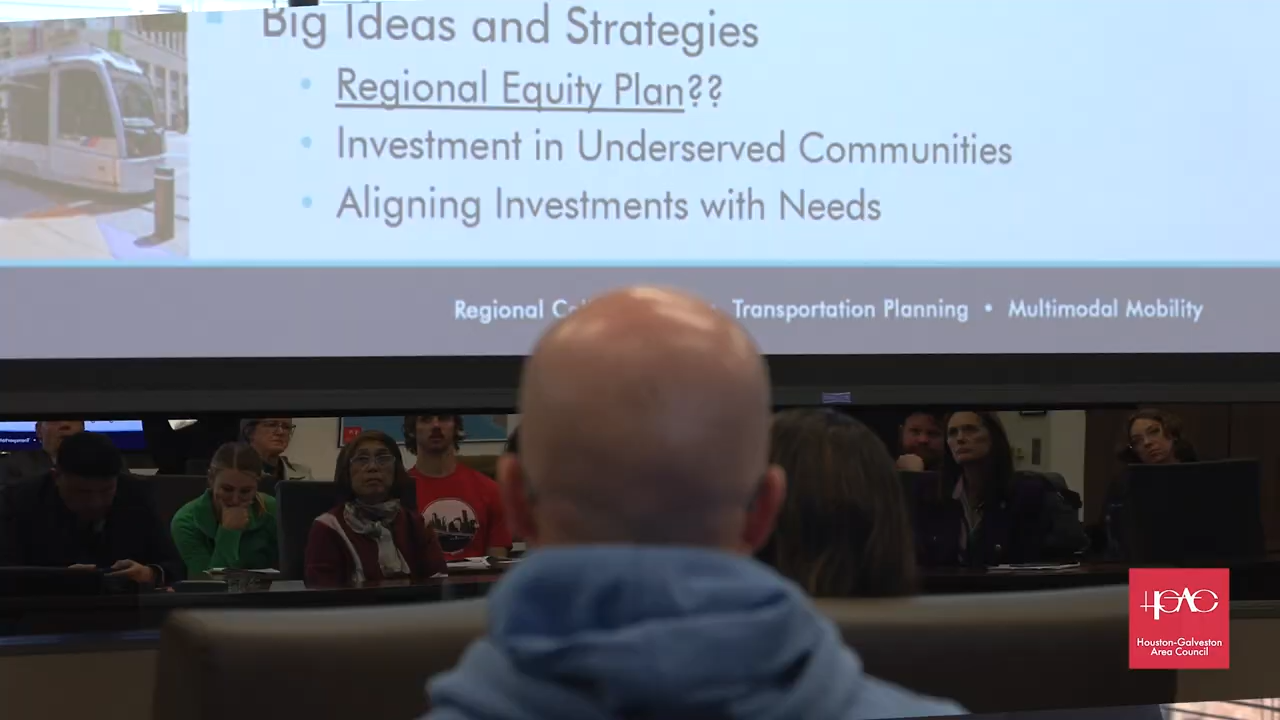 Big Ideas and Strategies
Regional Equity Plan??
Investment in Underserved Communities
Aligning Investments with Needs
Regional • Transportation Planning • Multimodal Mobility
Houston-Galveston
Area Council